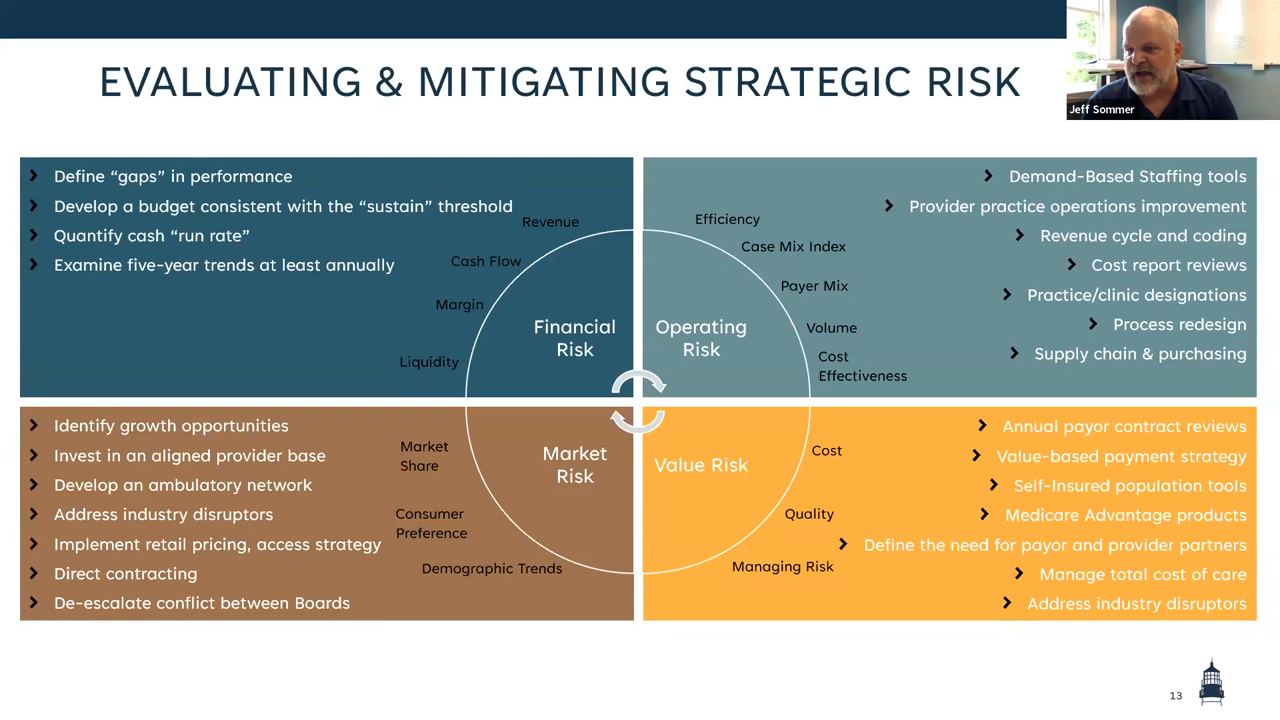 EVALUATING & MITIGATING STRATEGIC RISK
Jeff Sommer
Define “gaps” in performance
Develop a budget consistent with the “sustain” threshold
Quantify cash “run rate”
Examine five-year trends at least annually
Revenue
Cash Flow
Margin
Liquidity
Financial
Risk
Demand-Based Staffing tools
Provider practice operations improvement
Revenue cycle and coding
Cost report reviews
Practice/clinic designations
Process redesign
Supply chain & purchasing
Efficiency
Case Mix Index
Payer Mix
Volume
Cost
Effectiveness
Operating
Risk
Identify growth opportunities
Invest in an aligned provider base
Develop an ambulatory network
Address industry disruptors
Implement retail pricing, access strategy
Direct contracting
De-escalate conflict between Boards
Market
Share
Consumer
Preference
Demographic Trends
Market
Risk
Value Risk
Cost
Quality
Managing Risk
Annual payor contract reviews
Value-based payment strategy
Self-Insured population tools
Medicare Advantage products
Define the need for payor and provider partners
Manage total cost of care
Address industry disruptors
13